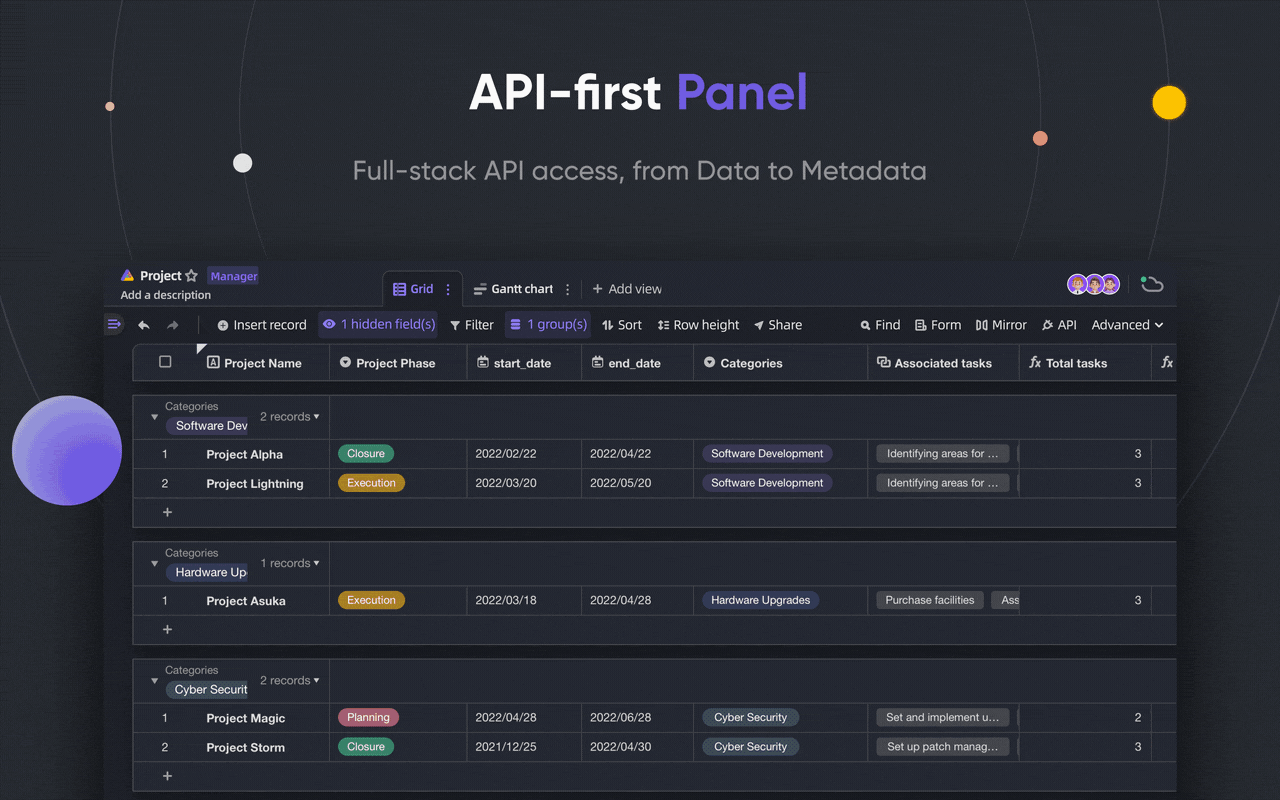 API-first Panel
Full-stack API access, from Data to Metadata
Project Manager
Add a description
Grid Gantt chart + Add view
Insert record 1 hidden field(s) Filter 1 group(s) Sort Row height Share Find Form Mirror API Advanced
Project Name Project Phase start_date end_date Categories Associated tasks fx Total tasks fx
Categories
Software Dev 2 records
1 Project Alpha Closure 2022/02/22 2022/04/22 Software Development Identifying areas for ... 3
2 Project Lightning Execution 2022/03/20 2022/05/20 Software Development Identifying areas for ... 3
+
Categories
Hardware Up 1 records
1 Project Asuka Execution 2022/03/18 2022/04/28 Hardware Upgrades Purchase facilities Ass 3
+
Categories
Cyber Securit 2 records
1 Project Magic Planning 2022/04/28 2022/06/28 Cyber Security Set and implement u... 2
2 Project Storm Closure 2021/12/25 2022/04/30 Cyber Security Set up patch manag... 3
+